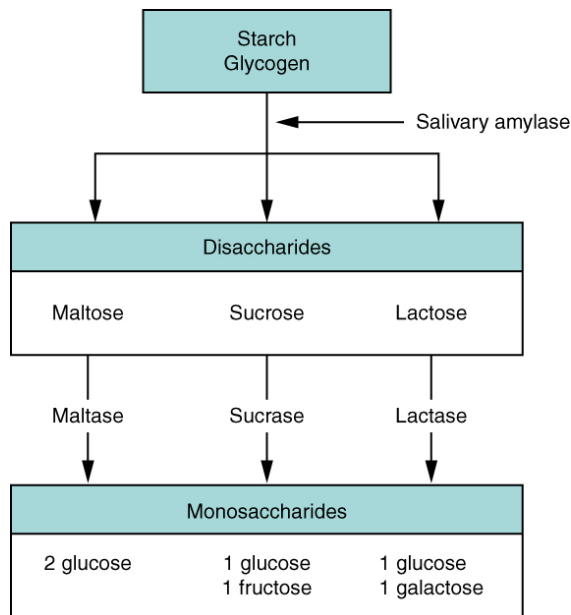 Starch
Glycogen
Salivary amylase
Disaccharides
Maltose Sucrose Lactose
Maltase Sucrase Lactase
Monosaccharides
2 glucose 1 glucose 1 glucose
1 fructose 1 galactose